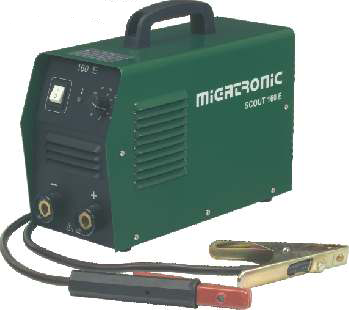 160 E
MIGATRONIC
SCOUT 160 E
- +